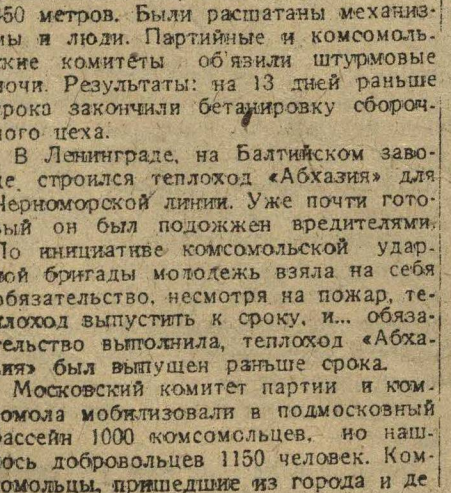 50 метров. Были расшатаны механиз-
мы и люди. Партийные и комсомоль-
ские комитеты об'явили штурмовые
ночи. Результаты: на 13 дней раньше
срока закончили бетанировку сбороч-
ного цеха.
В Ленинграде, на Балтийском заво-
де строился теплоход «Абхазия» для
Черноморской линии. Уже почти гото-
вый он был подожжен вредителями.
По инициативе комсомольской удар-
ной бригады молодежь взяла на себя
обязательство, несмотря на пожар, те-
плоход выпустить к сроку, и... обяза-
тельство выполнила, теплоход «Абха-
зия» был выпущен раньше срока.
Московский комитет партии и ком-
сомола мобилизовали в подмосковный
бассейн 1000 комсомольцев, но наш-
лось добровольцев 1150 человек. Ком-
сомольцы, пришедшие из города и де